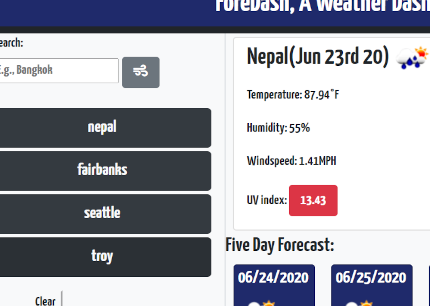 ForeDash, A Weather Dash
earch:
E.g., Bangkok
nepal
fairbanks
seattle
troy
Clear
Nepal(Jun 23rd 20)
Temperature: 87.94°F
Humidity: 55%
Windspeed: 1.41MPH
UV index: 13.43
Five Day Forecast:
06/24/2020
06/25/2020